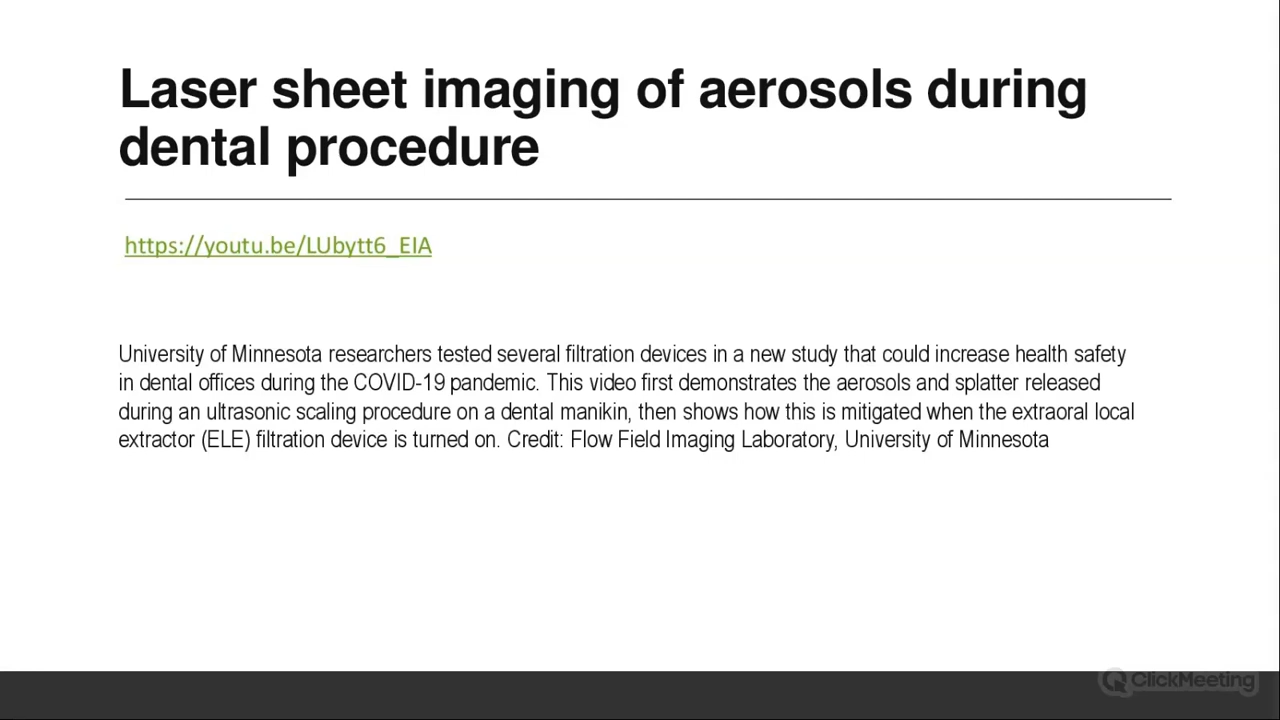 Laser sheet imaging of aerosols during
dental procedure
https://youtu.be/LUbytt6_EIA
University of Minnesota researchers tested several filtration devices in a new study that could increase health safety
in dental offices during the COVID-19 pandemic. This video first demonstrates the aerosols and splatter released
during an ultrasonic scaling procedure on a dental manikin, then shows how this is mitigated when the extraoral local
extractor (ELE) filtration device is turned on. Credit: Flow Field Imaging Laboratory, University of Minnesota
ClickMeeting